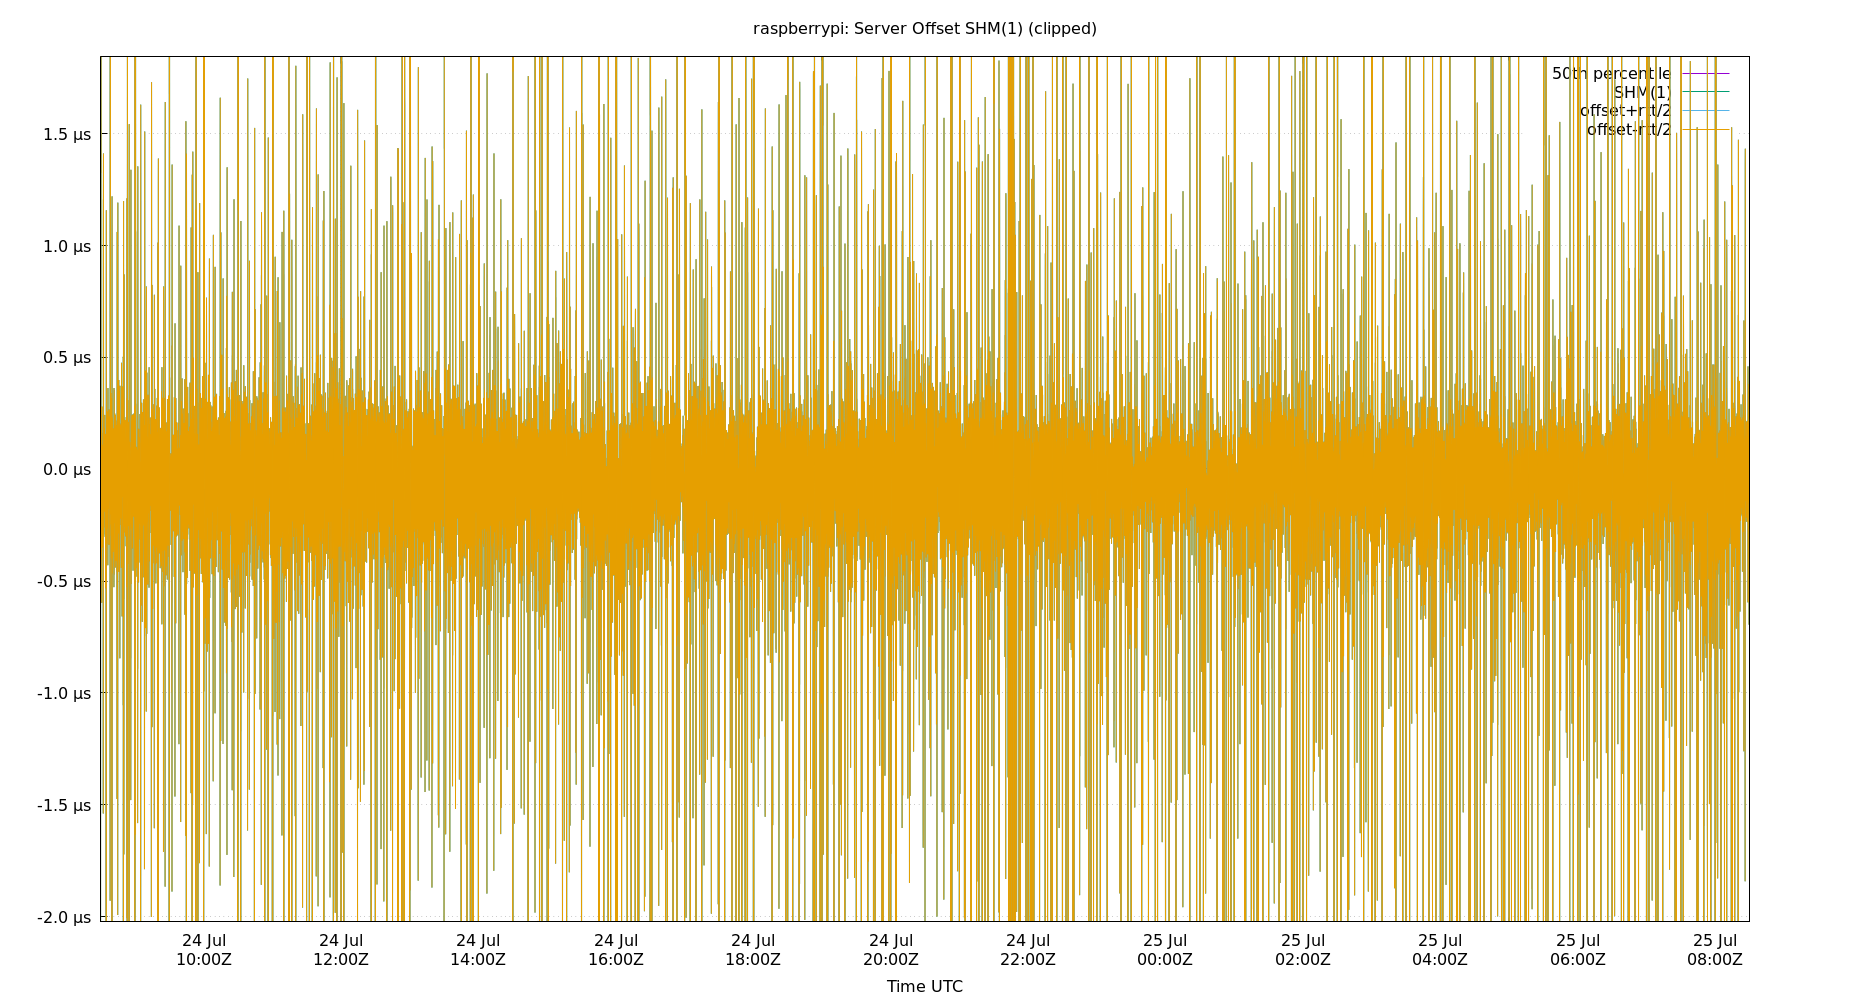 raspberrypi: Server Offset SHM(1) (clipped)
50th percentile
SHM(1)
offset+rtt/2
offset-rtt/2
1.5 µs
1.0 µs
0.5 µs
0.0 µs
-0.5 µs
-1.0 µs
-1.5 µs
-2.0 µs
24 Jul 24 Jul 24 Jul 24 Jul 24 Jul 24 Jul 24 Jul 25 Jul 25 Jul 25 Jul 25 Jul 25 Jul
10:00Z 12:00Z 14:00Z 16:00Z 18:00Z 20:00Z 22:00Z 00:00Z 02:00Z 04:00Z 06:00Z 08:00Z
Time UTC